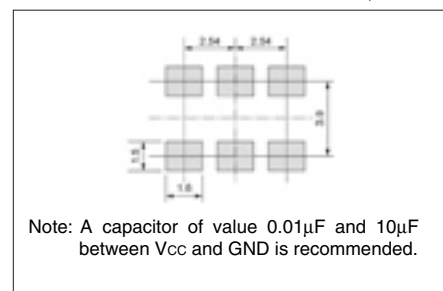 2.54 2.54
3.9
1.5
1.8
Note: A capacitor of value 0.01µF and 10µF
between Vcc and GND is recommended.